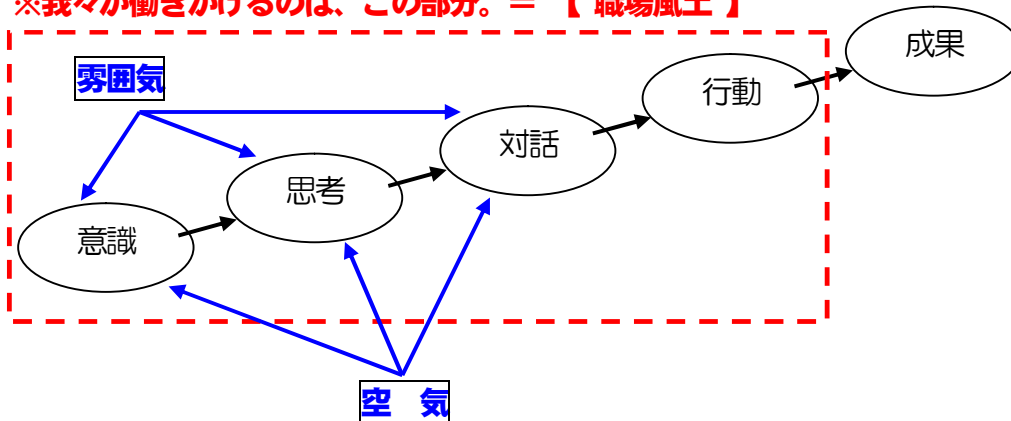 ※我々が働きかけるのは、この部分。＝ 【 職場風土 】
成果
雰囲気
行動
対話
思考
意識
空　気